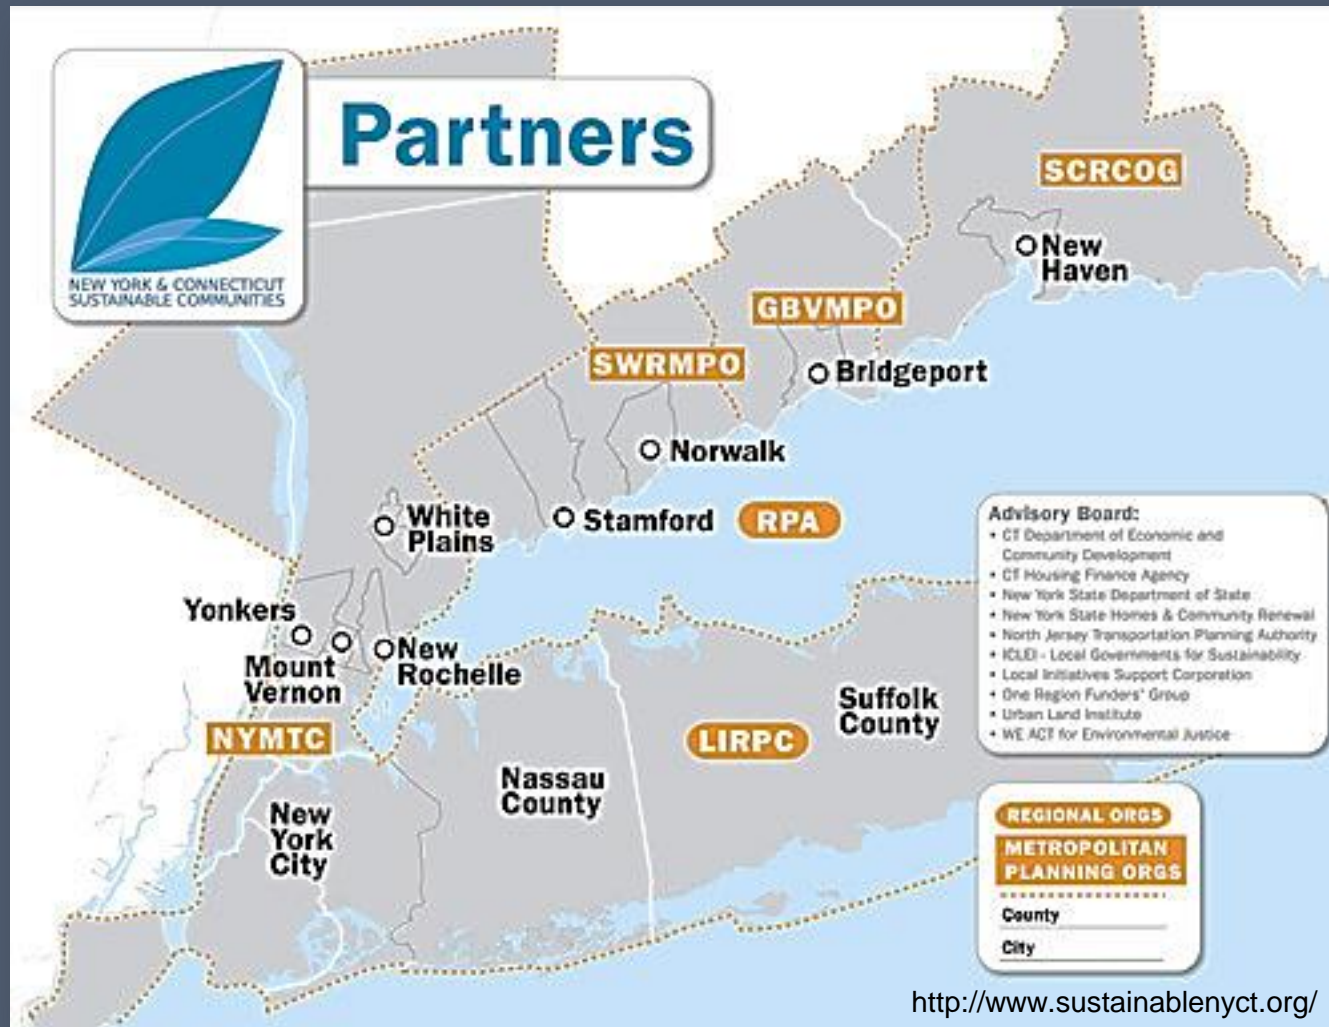 Partners
NEW YORK & CONNECTICUT
SUSTAINABLE COMMUNITIES
SCRCOG
New
Haven
GBVMPO
SWRMPO
Bridgeport
Norwalk
White
Plains
Stamford
RPA
Yonkers
Mount
Vernon
New
Rochelle
NYMTC
LIRPC
Suffolk
County
Nassau
County
New
York
City
Advisory Board:
• CT Department of Economic and
Community Development
• CT Housing Finance Agency
• New York State Department of State
• New York State Homes & Community Renewal
• North Jersey Transportation Planning Authority
• ICLEI - Local Governments for Sustainability
• Local Initiatives Support Corporation
• One Region Funders' Group
• Urban Land Institute
• WE ACT for Environmental Justice
REGIONAL ORGS
METROPOLITAN
PLANNING ORGS
County
City
http://www.sustainablenyct.org/